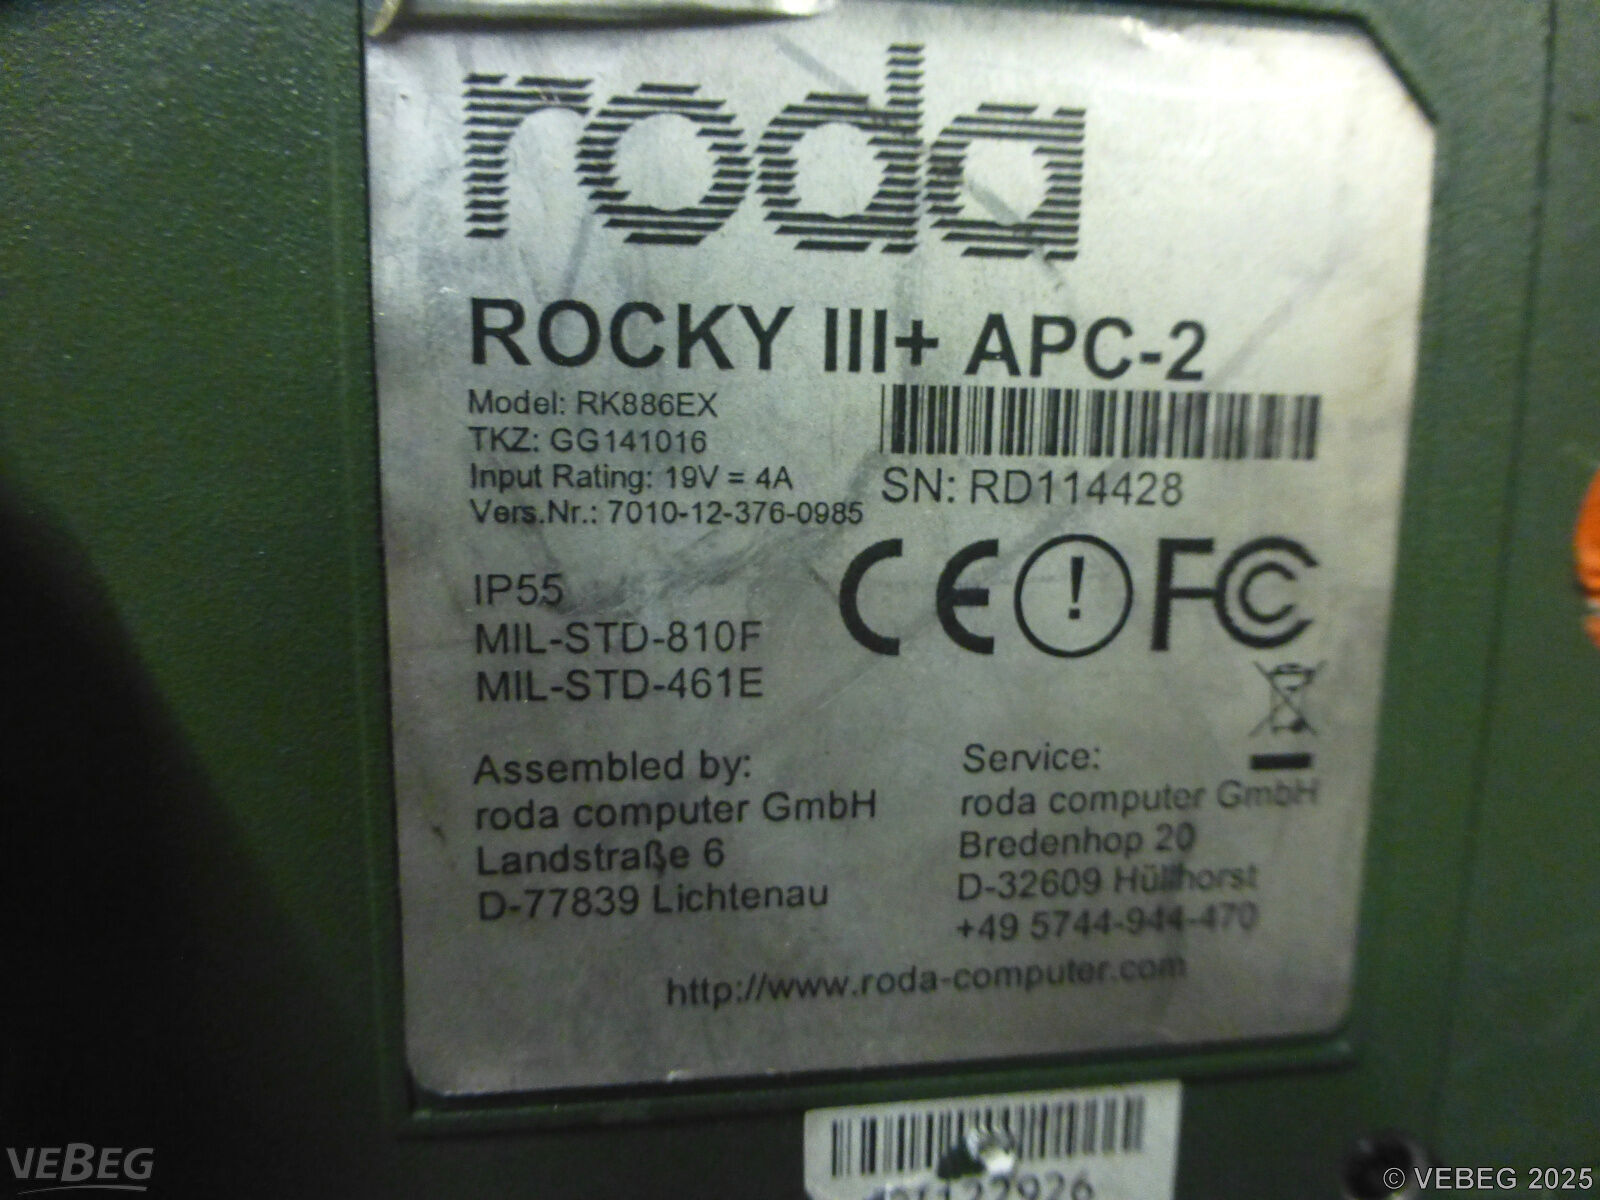 roda
ROCKY III+ APC-2
Model: RK886EX
TKZ: GG141016
Input Rating: 19V = 4A
Vers.Nr.: 7010-12-376-0985
SN: RD114428
IP55
MIL-STD-810F
MIL-STD-461E
CE ! FC
Assembled by:
roda computer GmbH
Landstraße 6
D-77839 Lichtenau
Service:
roda computer GmbH
Bredenhop 20
D-32609 Hüllhorst
+49 5744-944-470
http://www.roda-computer.com
VEBEG
© VEBEG 2025